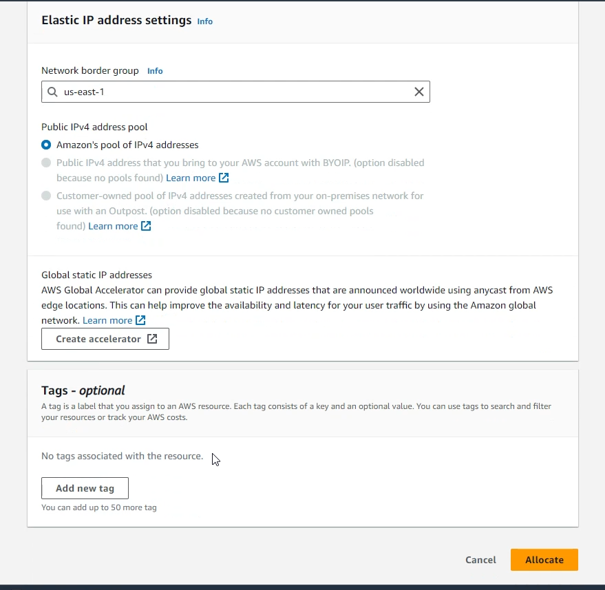 Elastic IP address settings Info
Network border group Info
us-east-1
Public IPv4 address pool
Amazon's pool of IPv4 addresses
Public IPv4 address that you bring to your AWS account with BYOIP. (option disabled
because no pools found) Learn more
Customer-owned pool of IPv4 addresses created from your on-premises network for
use with an Outpost. (option disabled because no customer owned pools
found) Learn more
Global static IP addresses
AWS Global Accelerator can provide global static IP addresses that are announced worldwide using anycast from AWS
edge locations. This can help improve the availability and latency for your user traffic by using the Amazon global
network. Learn more
Create accelerator
Tags - optional
A tag is a label that you assign to an AWS resource. Each tag consists of a key and an optional value. You can use tags to search and filter
your resources or track your AWS costs.
No tags associated with the resource.
Add new tag
You can add up to 50 more tag
Cancel Allocate